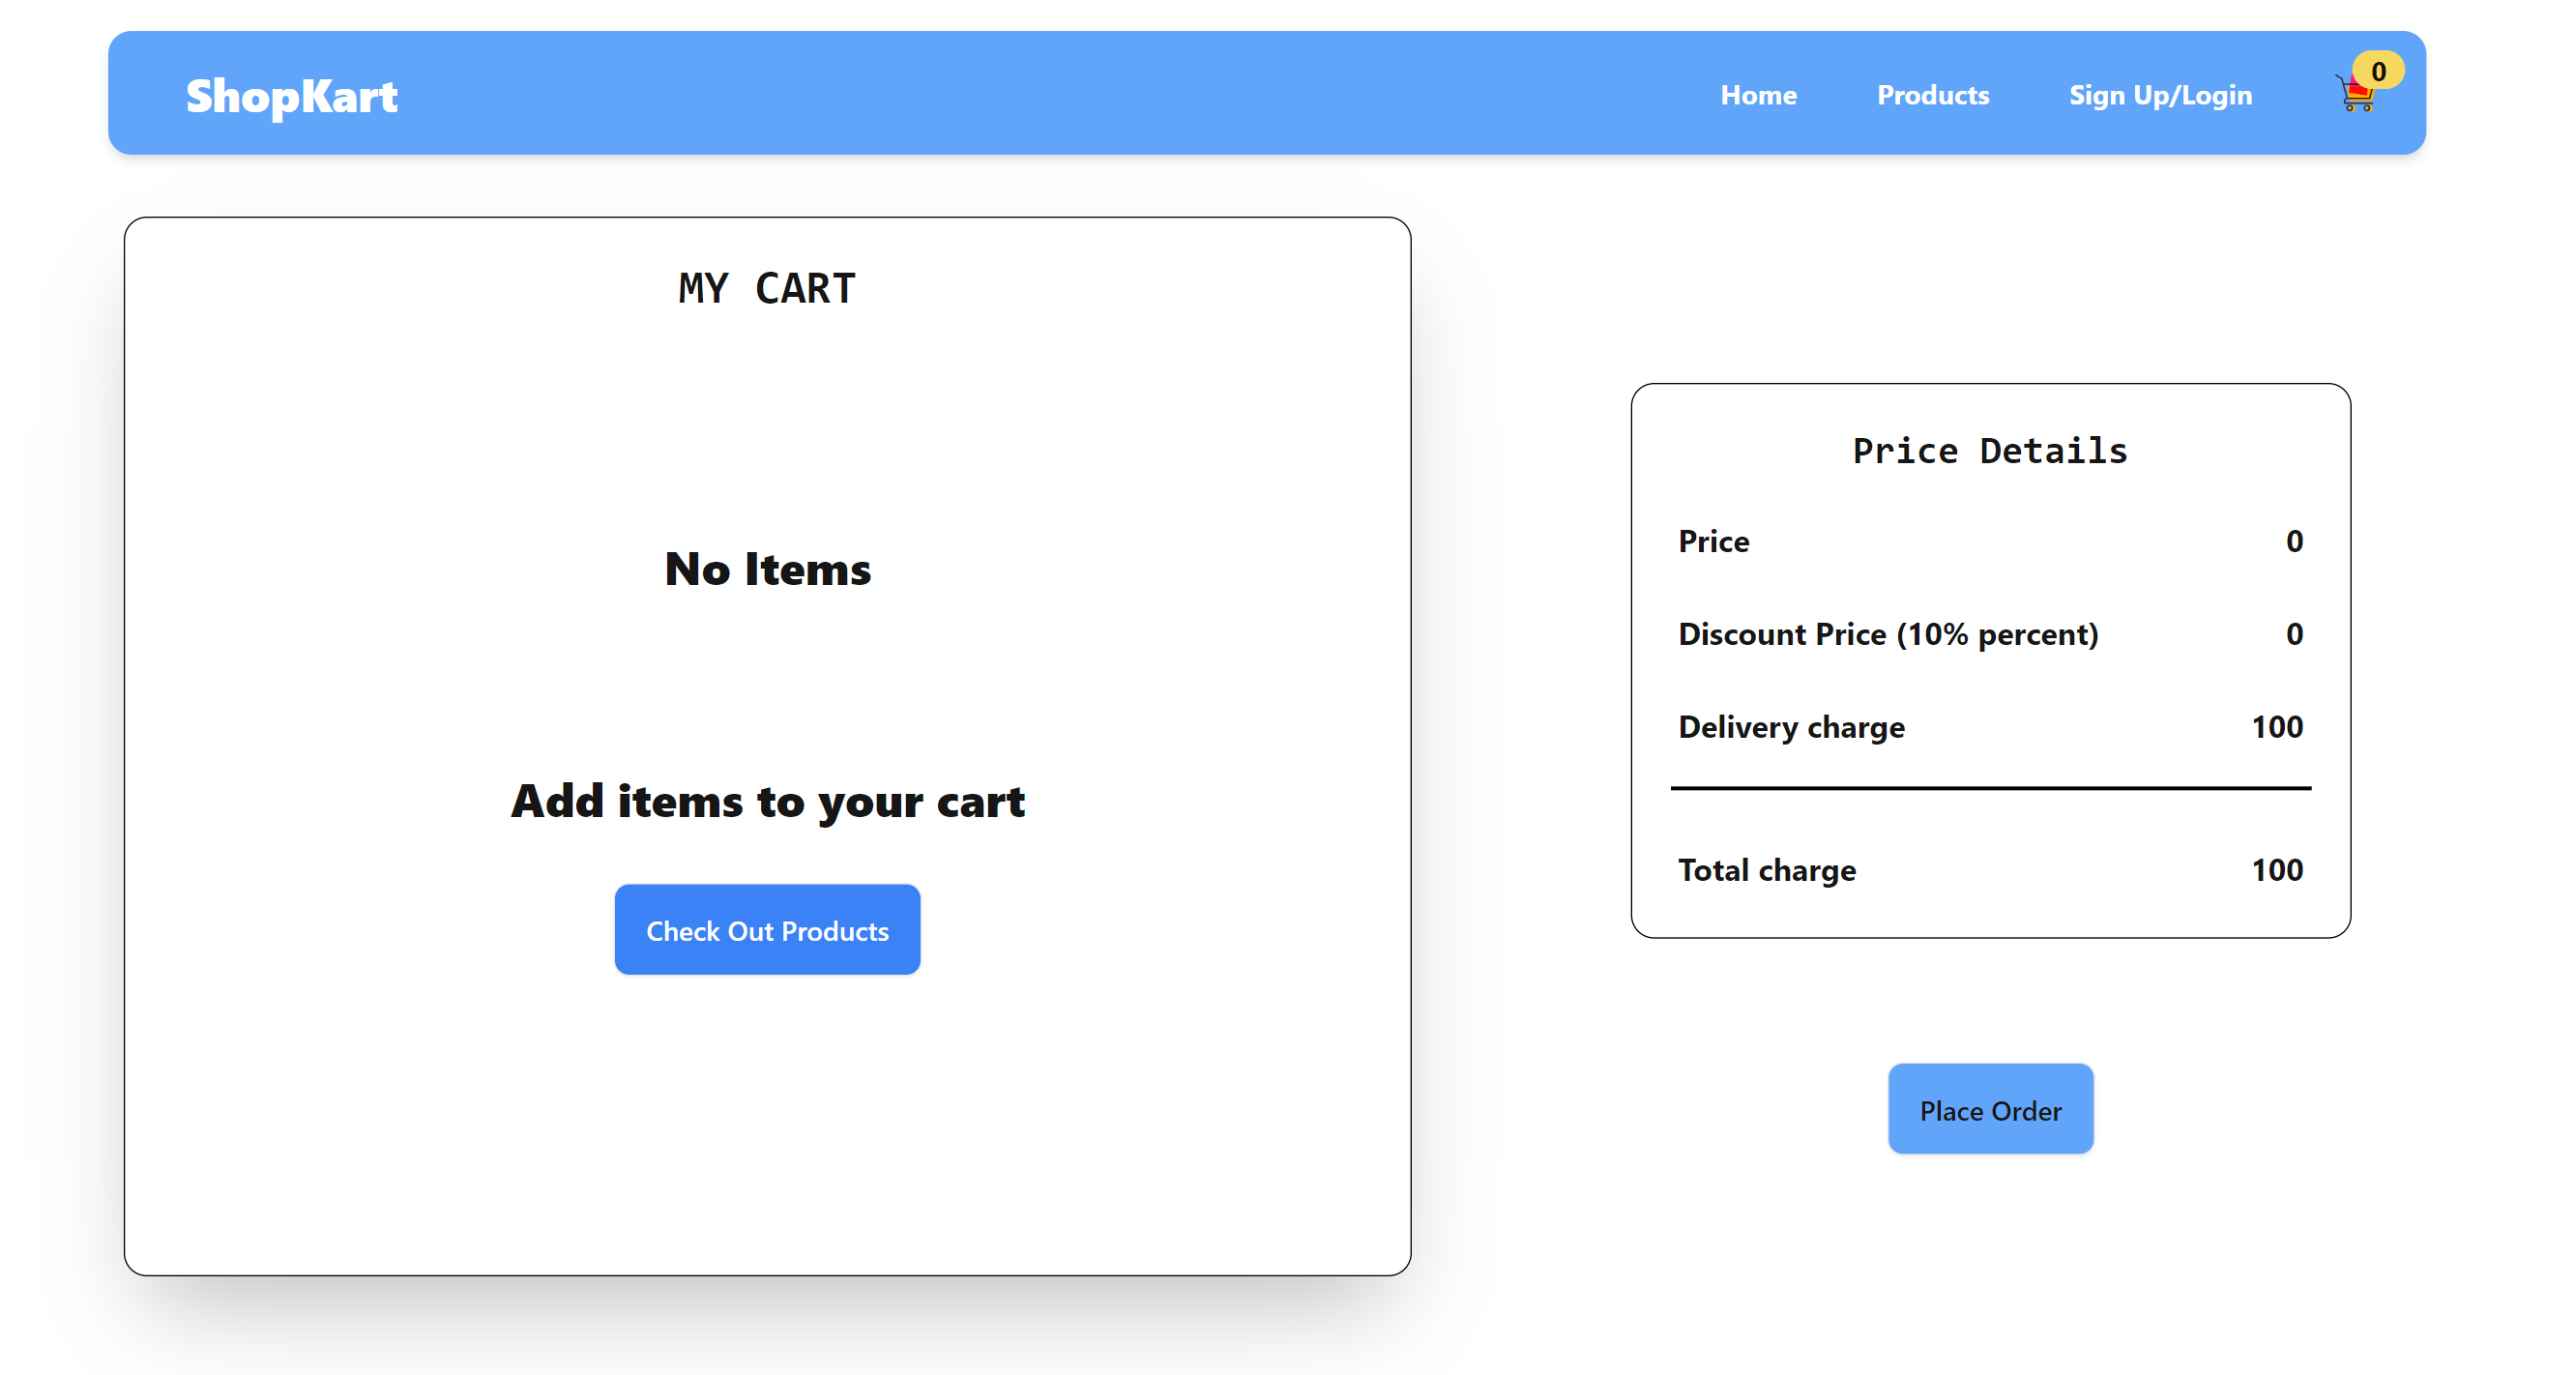 ShopKart
Home Products Sign Up/Login 0
MY CART
No Items
Add items to your cart
Check Out Products
Price Details
Price 0
Discount Price (10% percent) 0
Delivery charge 100
Total charge 100
Place Order